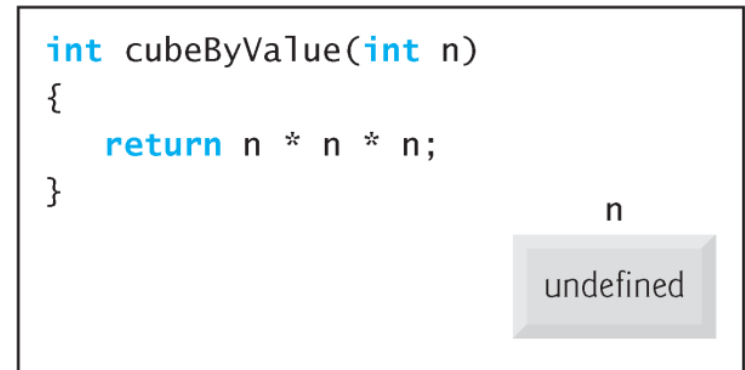 int cubeByValue(int n)
{
return n * n * n;
}
n
undefined